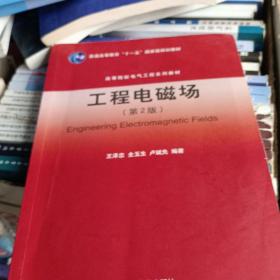 普通高等教育“十一五”国家级规划教材
高等院校电气工程系列教材
工程电磁场
(第2版)
Engineering Electromagnetic Fields
王泽忠 全玉生 卢斌先 编著